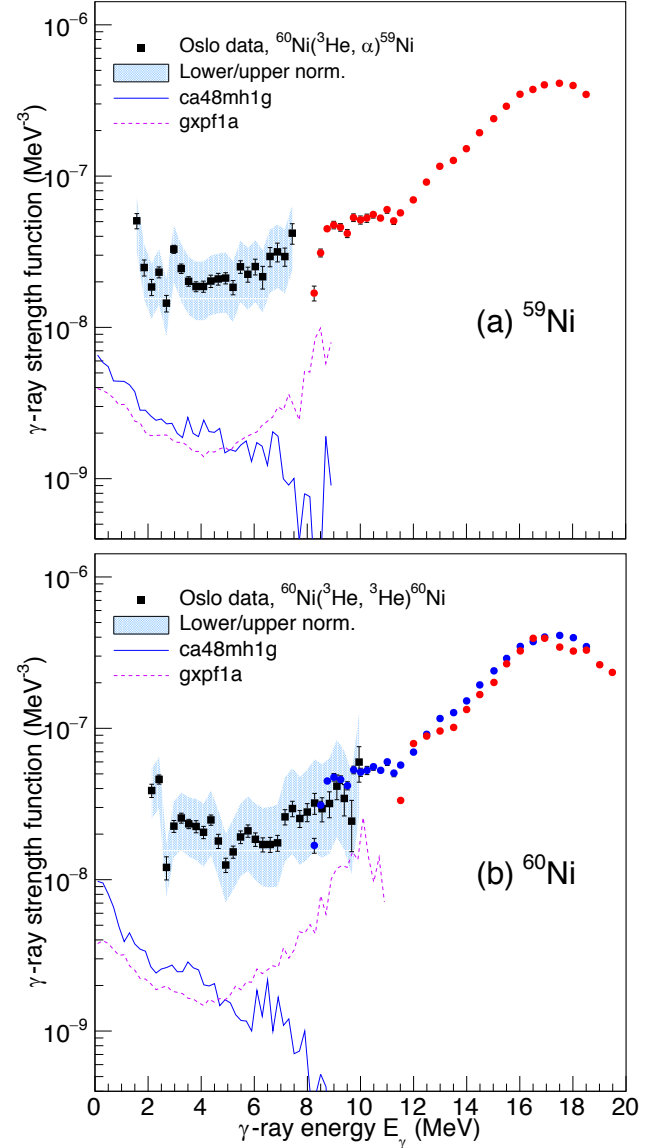 10⁻⁶
Oslo data, ⁶⁰Ni(³He, α)⁵⁹Ni
Lower/upper norm.
ca48mh1g
gxpf1a
10⁻⁷
10⁻⁸
10⁻⁹
γ-ray strength function (MeV⁻³)
(a) ⁵⁹Ni
10⁻⁶
Oslo data, ⁶⁰Ni(³He, ³He)⁶⁰Ni
Lower/upper norm.
ca48mh1g
gxpf1a
10⁻⁷
10⁻⁸
10⁻⁹
γ-ray strength function (MeV⁻³)
(b) ⁶⁰Ni
0 2 4 6 8 10 12 14 16 18 20
γ-ray energy E_γ (MeV)